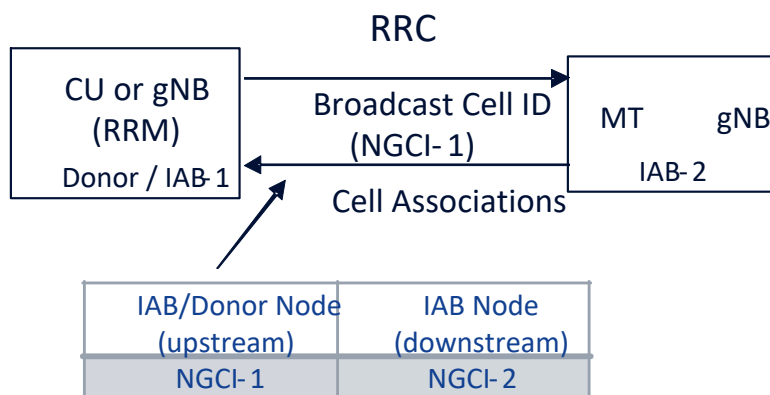 RRC
CU or gNB
(RRM)
Donor / IAB-1
Broadcast Cell ID
(NGCI-1)
Cell Associations
MT gNB
IAB-2
IAB/Donor Node IAB Node
(upstream) (downstream)
NGCI-1 NGCI-2